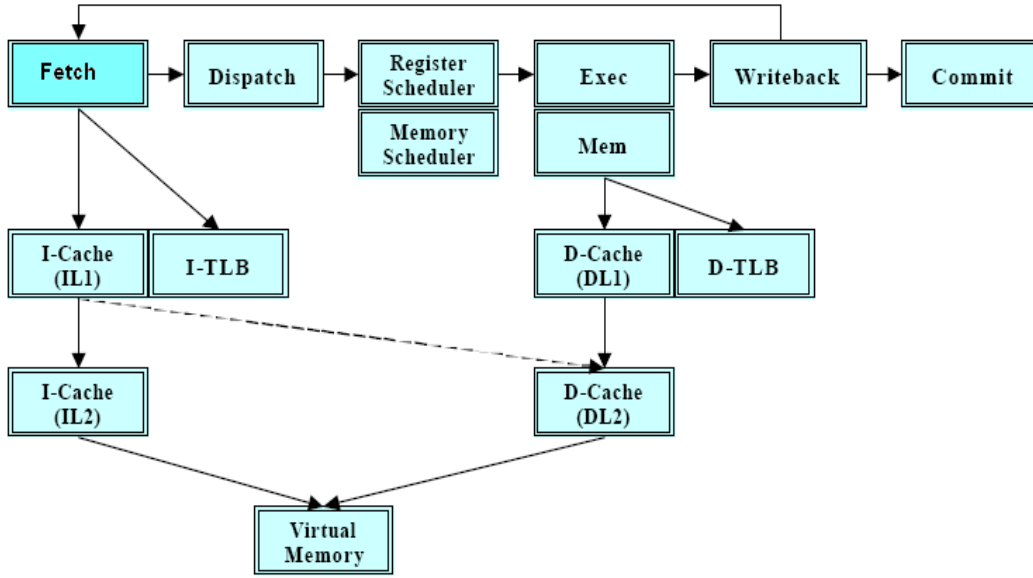 Fetch
Dispatch
Register
Scheduler
Exec
Writeback
Commit
Memory
Scheduler
Mem
I-Cache
(IL1)
I-TLB
D-Cache
(DL1)
D-TLB
I-Cache
(IL2)
D-Cache
(DL2)
Virtual
Memory